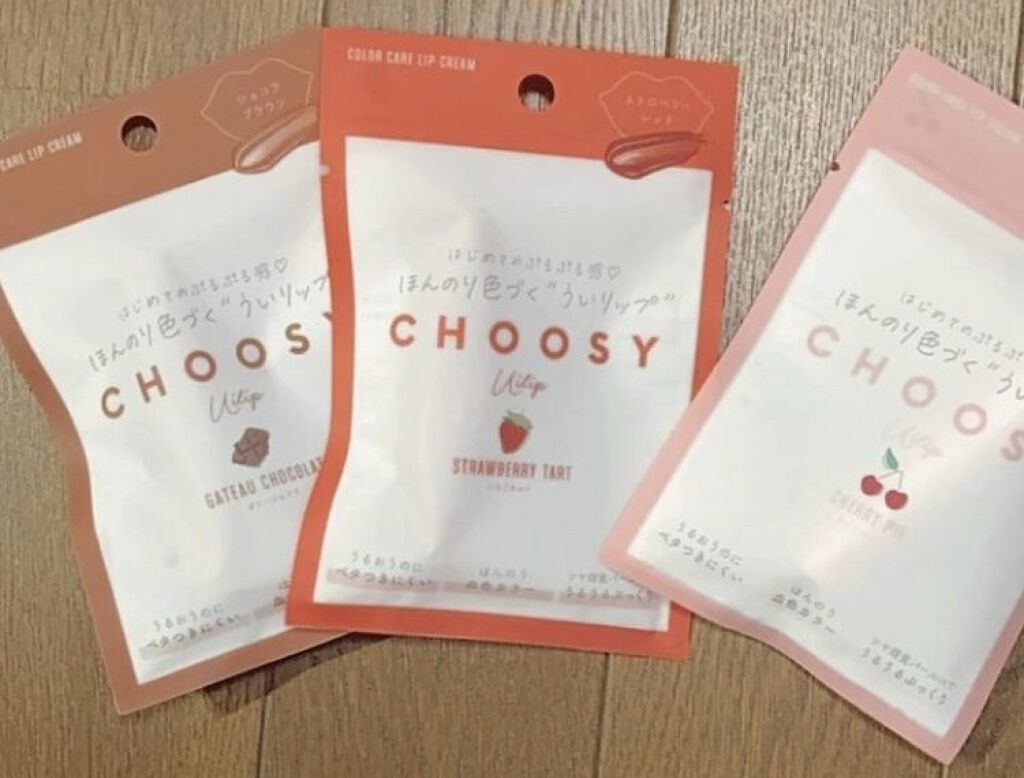 CARE LIP CREAM
ショコラ
ブラウン
はじめてのぷるぷる唇♡
ほんのり色づく"ういリップ
CHOOSY
Uilip
GATEAU CHOCOLAT
うるおうのに
ベタつきにくい
COLOR CARE LIP CREAM
ストロベリー
レッド
はじめてのぷるぷる唇♡
ほんのり色づく"ういリップ"
CHOOSY
Uilip
STRAWBERRY TART
うるおうのに
ベタつきにくい
ほんのり
血色カラー
うるうるぷっくり
はじめてのぷるぷ
ほんのり色づく"うい
CHOOS
Uilip
CHERRY PIE
うるおうのに
ベタつきにくい
ほんのり
血色カラー
うるうるぷっくり